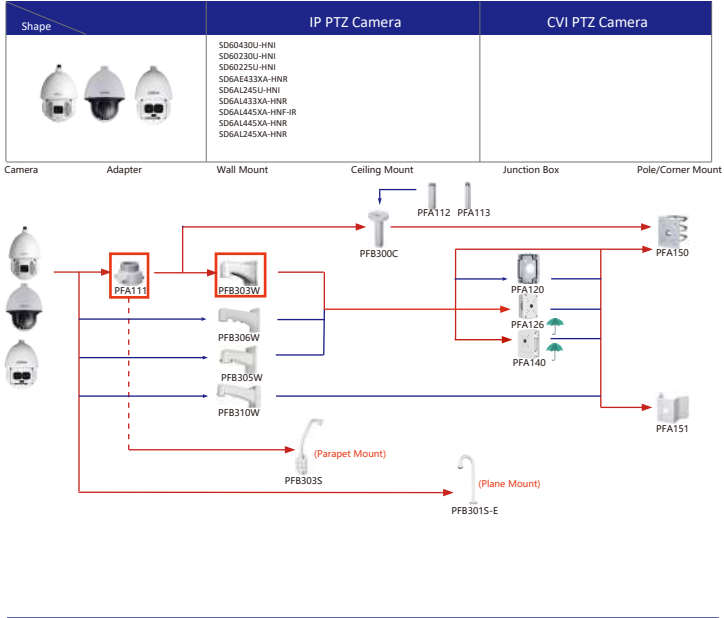 Shape
IP PTZ Camera
CVI PTZ Camera
SD60430U-HNI
SD60230U-HNI
SD60225U-HNI
SD6AE433XA-HNR
SD6AL245U-HNI
SD6AL433XA-HNR
SD6AL445XA-HNF-IR
SD6AL445XA-HNR
SD6AL245XA-HNR
Camera
Adapter
Wall Mount
Ceiling Mount
Junction Box
Pole/Corner Mount
PFA112
PFA113
PFB300C
PFA150
PFA111
PFB303W
PFA120
PFA126
PFB306W
PFA140
PFB305W
PFB310W
PFA151
(Parapet Mount)
PFB303S
(Plane Mount)
PFB301S-E